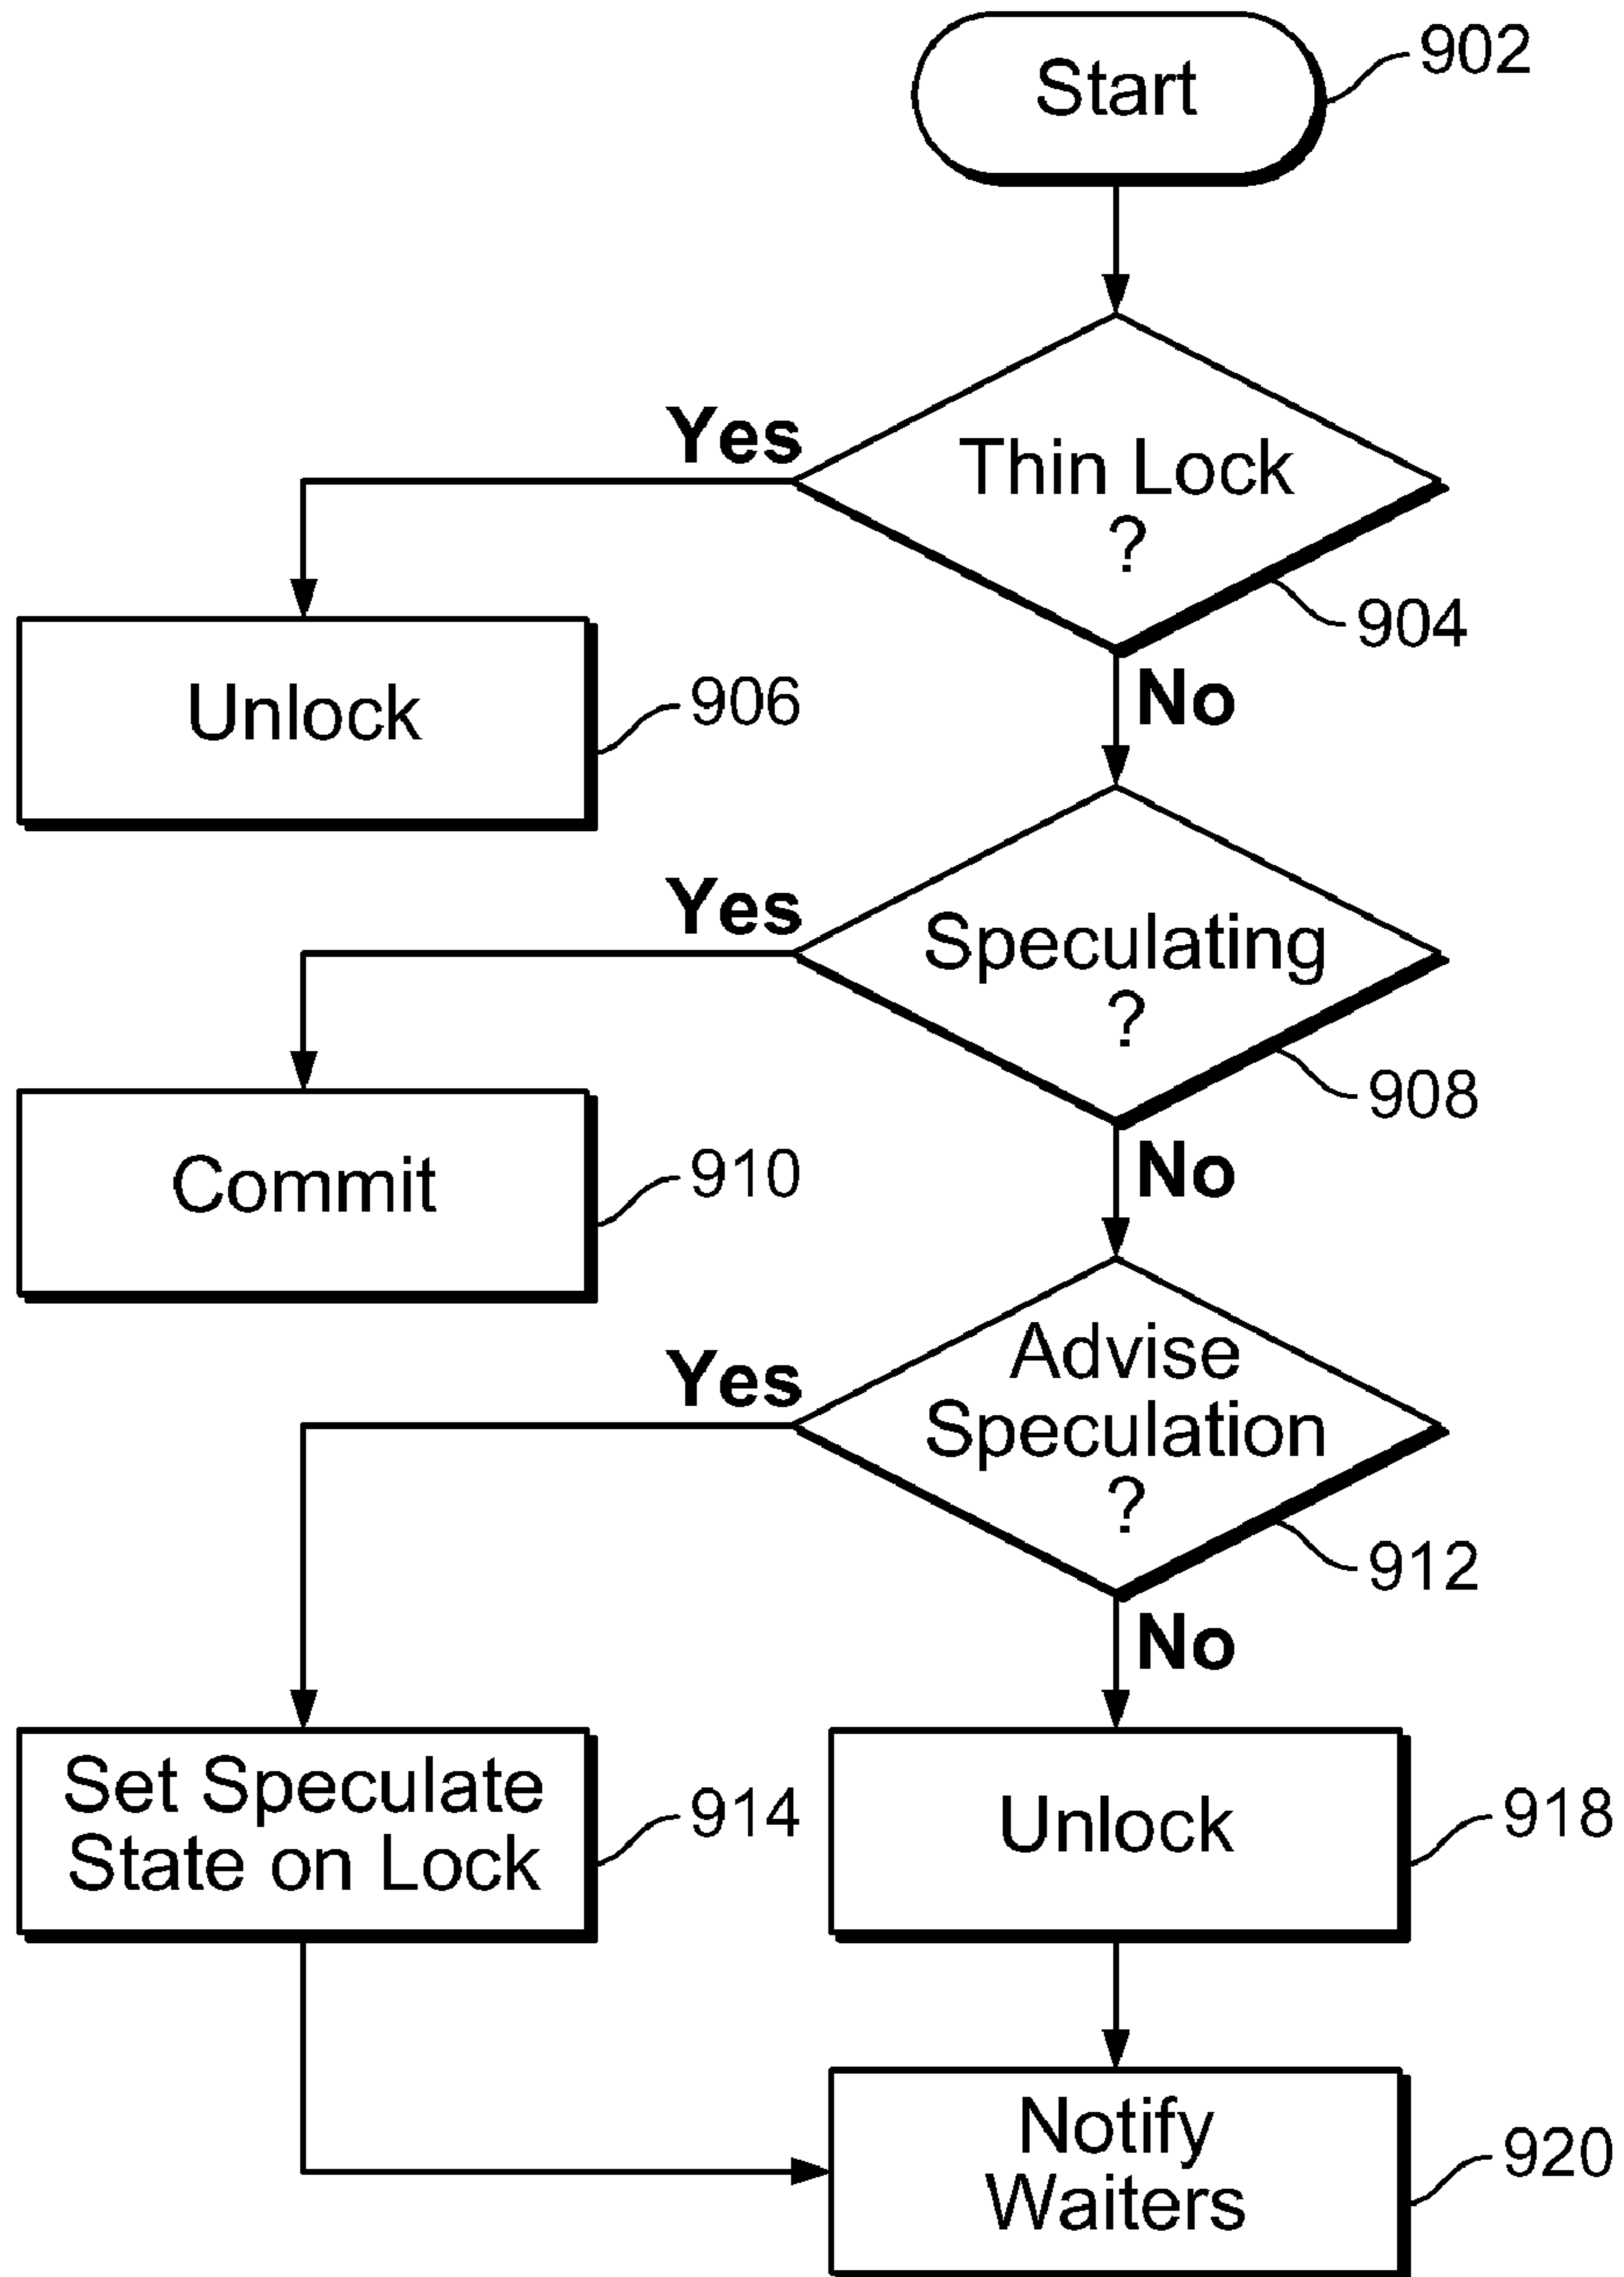 Start
902
Yes
Thin Lock
?
904
No
Unlock
906
Yes
Speculating
?
908
No
Commit
910
Yes
Advise
Speculation
?
912
No
Set Speculate
State on Lock
914
Unlock
918
Notify
Waiters
920